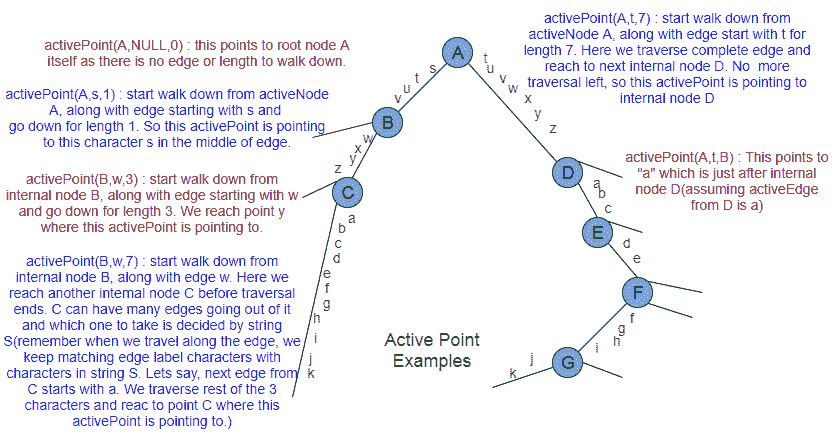 activePoint(A,NULL,0) : this points to root node A
itself as there is no edge or length to walk down.
activePoint(A,s,1) : start walk down from activeNode
A, along with edge starting with s and
go down for length 1. So this activePoint is pointing
to this character s in the middle of edge.
activePoint(B,w,3) : start walk down from
internal node B, along with edge starting with w
and go down for length 3. We reach point y
where this activePoint is pointing to.
activePoint(B,w,7) : start walk down from
internal node B, along with edge w. Here we
reach another internal node C before traversal
ends. C can have many edges going out of it
and which one to take is decided by string
S(remember when we travel along the edge, we
keep matching edge label characters with
characters in string S. Lets say, next edge from
C starts with a. We traverse rest of the 3
characters and reac to point C where this
activePoint is pointing to.)
A
s
t
u
v
B
w
x
y
z
C
a
b
c
d
e
f
g
h
i
j
k
t
u
v
w
x
y
z
D
a
b
c
E
d
e
F
f
g
h
i
G
j
k
Active Point
Examples
activePoint(A,t,7) : start walk down from
activeNode A, along with edge start with t for
length 7. Here we traverse complete edge and
reach to next internal node D. No more
traversal left, so this activePoint is pointing to
internal node D
activePoint(A,t,B) : This points to
"a" which is just after internal
node D(assuming activeEdge
from D is a)